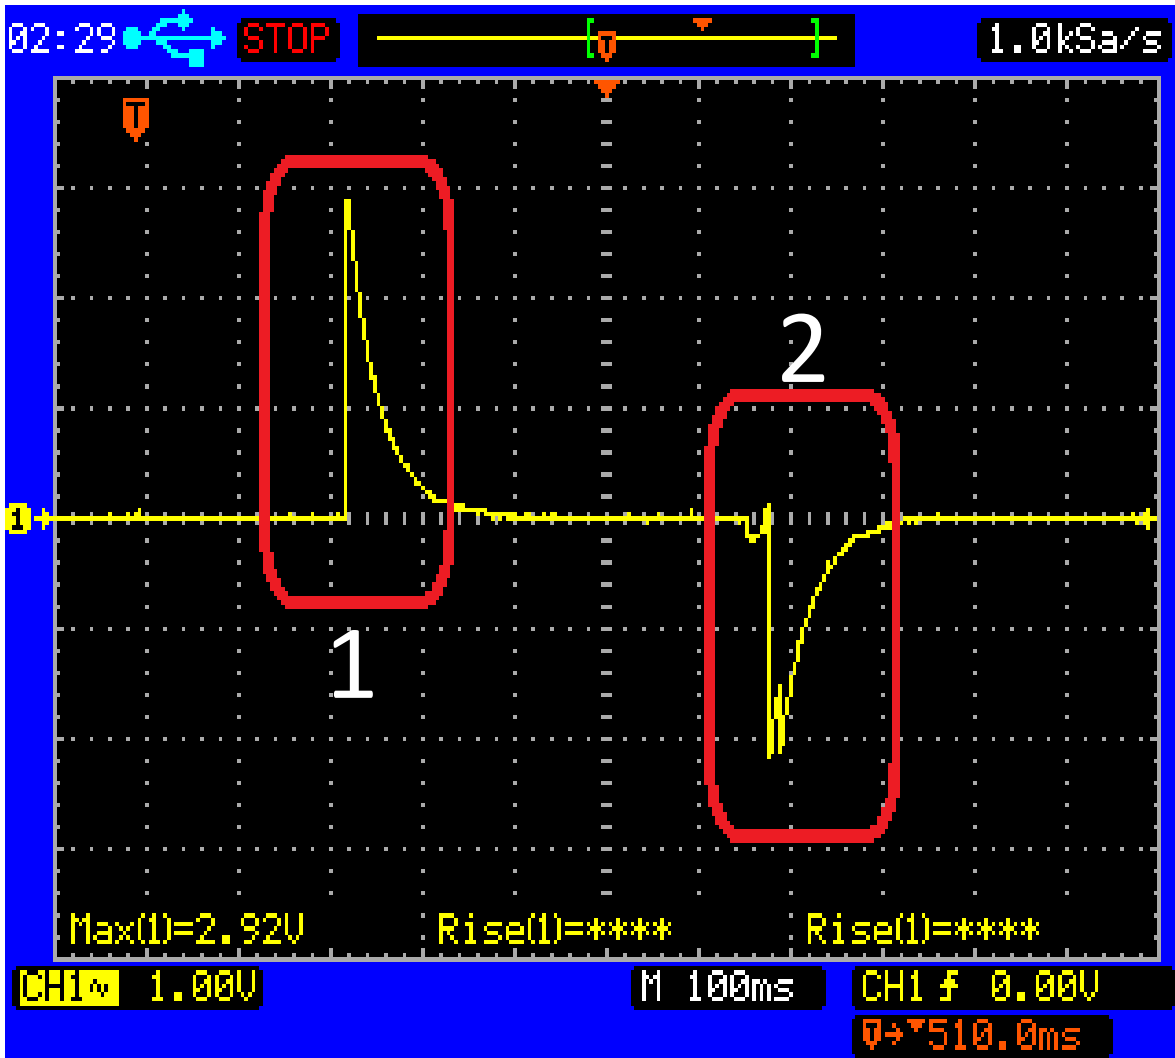 02:29 STOP T 1.0kSa/s
T
2
1
1
Max(1)=2.92V Rise(1)=**** Rise(1)=****
CH1~ 1.00V M 100ms CH1 0.00V
T→▼510.0ms